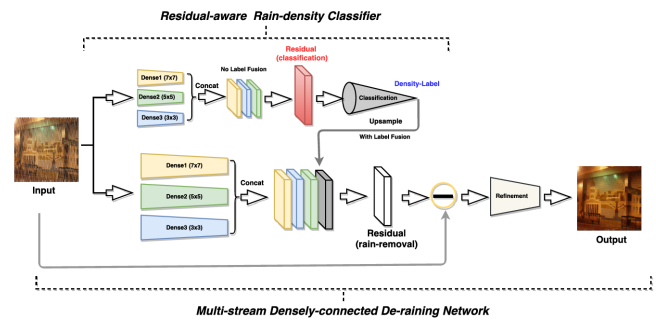 Residual-aware Rain-density Classifier
Residual
(classification)
No Label Fusion
Density-Label
Dense1 (7x7)
Concat
Dense2 (5x5)
Classification
Dense3 (3x3)
Upsample
With Label Fusion
Dense1 (7x7)
Concat
Dense2 (5x5)
Refinement
Input
Dense3 (3x3)
Residual
(rain-removal)
Output
Multi-stream Densely-connected De-raining Network